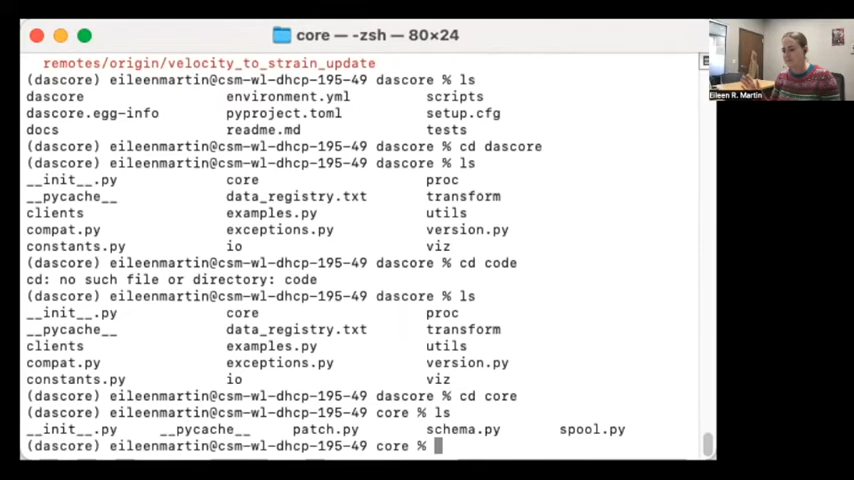 core — -zsh — 80×24
remotes/origin/velocity_to_strain_update
(dascore) eileenmartin@csm-wl-dhcp-195-49 dascore % ls
dascore environment.yml scripts
dascore.egg-info pyproject.toml setup.cfg
docs readme.md tests
(dascore) eileenmartin@csm-wl-dhcp-195-49 dascore % cd dascore
(dascore) eileenmartin@csm-wl-dhcp-195-49 dascore % ls
__init__.py core proc
__pycache__ data_registry.txt transform
clients examples.py utils
compat.py exceptions.py version.py
constants.py io viz
(dascore) eileenmartin@csm-wl-dhcp-195-49 dascore % cd code
cd: no such file or directory: code
(dascore) eileenmartin@csm-wl-dhcp-195-49 dascore % ls
__init__.py core proc
__pycache__ data_registry.txt transform
clients examples.py utils
compat.py exceptions.py version.py
constants.py io viz
(dascore) eileenmartin@csm-wl-dhcp-195-49 dascore % cd core
(dascore) eileenmartin@csm-wl-dhcp-195-49 core % ls
__init__.py __pycache__ patch.py schema.py spool.py
(dascore) eileenmartin@csm-wl-dhcp-195-49 core %
Eileen R. Martin